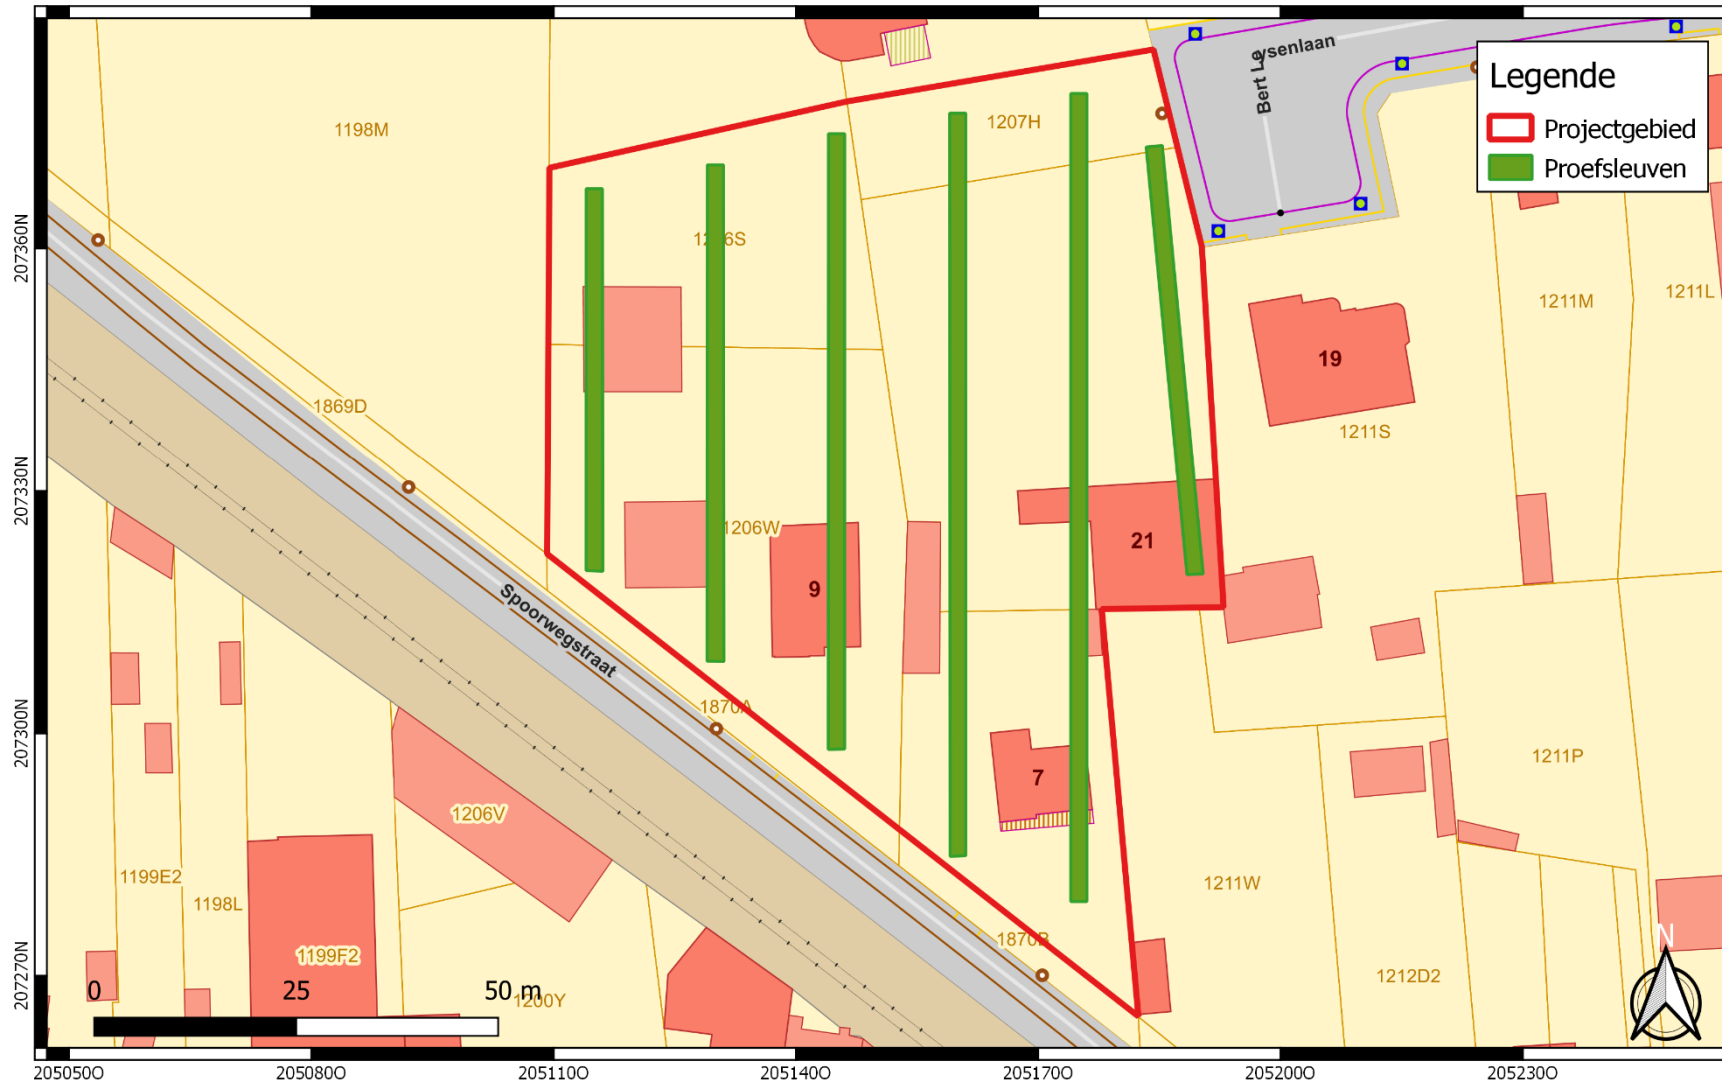 Bert Leysenlaan
Legende
Projectgebied
Proefsleuven
1198M
1207H
1206S
207360N
1211M
1211L
19
1869D
1211S
207330N
1206W
21
9
Spoorwegstraat
1870A
207300N
7
1211P
1206V
1199E2
1198L
1211W
1870B
1199F2
N
207270N
1212D2
0 25 50 m
1200Y
205050O 205080O 205110O 205140O 205170O 205200O 205230O